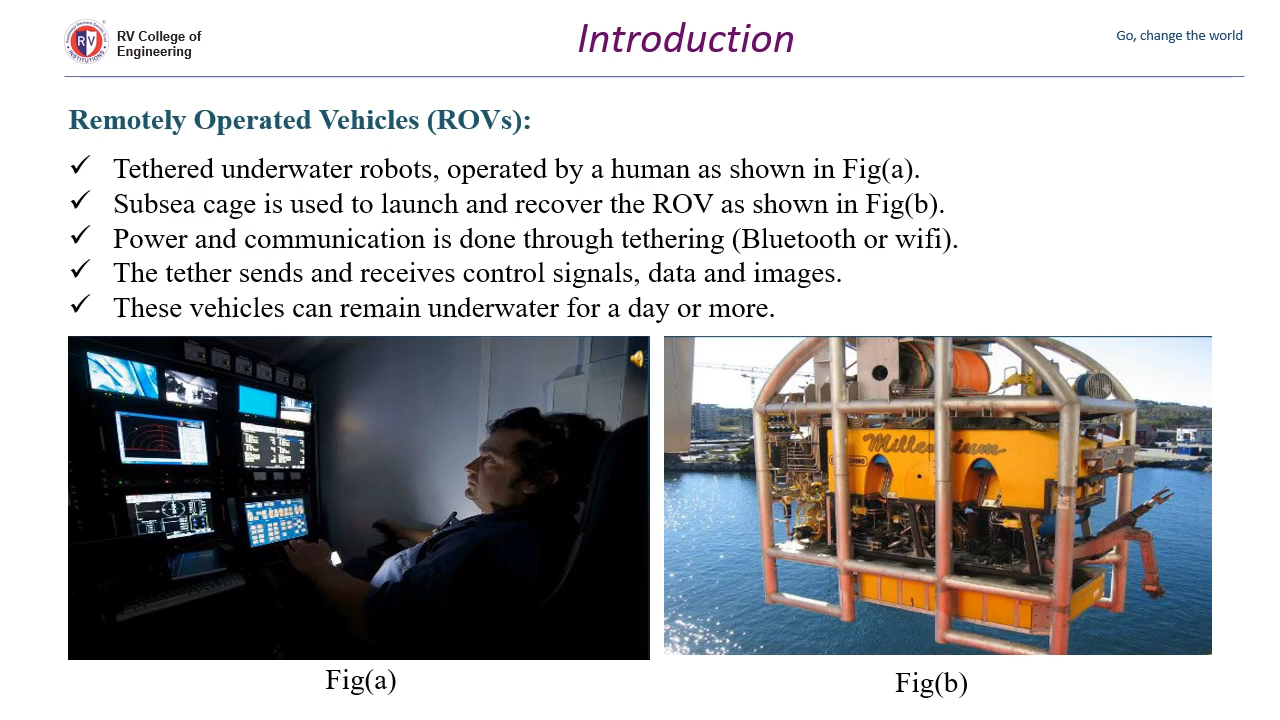 RV College of
Engineering
Introduction
Go, change the world
Remotely Operated Vehicles (ROVs):
✓ Tethered underwater robots, operated by a human as shown in Fig(a).
✓ Subsea cage is used to launch and recover the ROV as shown in Fig(b).
✓ Power and communication is done through tethering (Bluetooth or wifi).
✓ The tether sends and receives control signals, data and images.
✓ These vehicles can remain underwater for a day or more.
Millennium
Fig(a)
Fig(b)